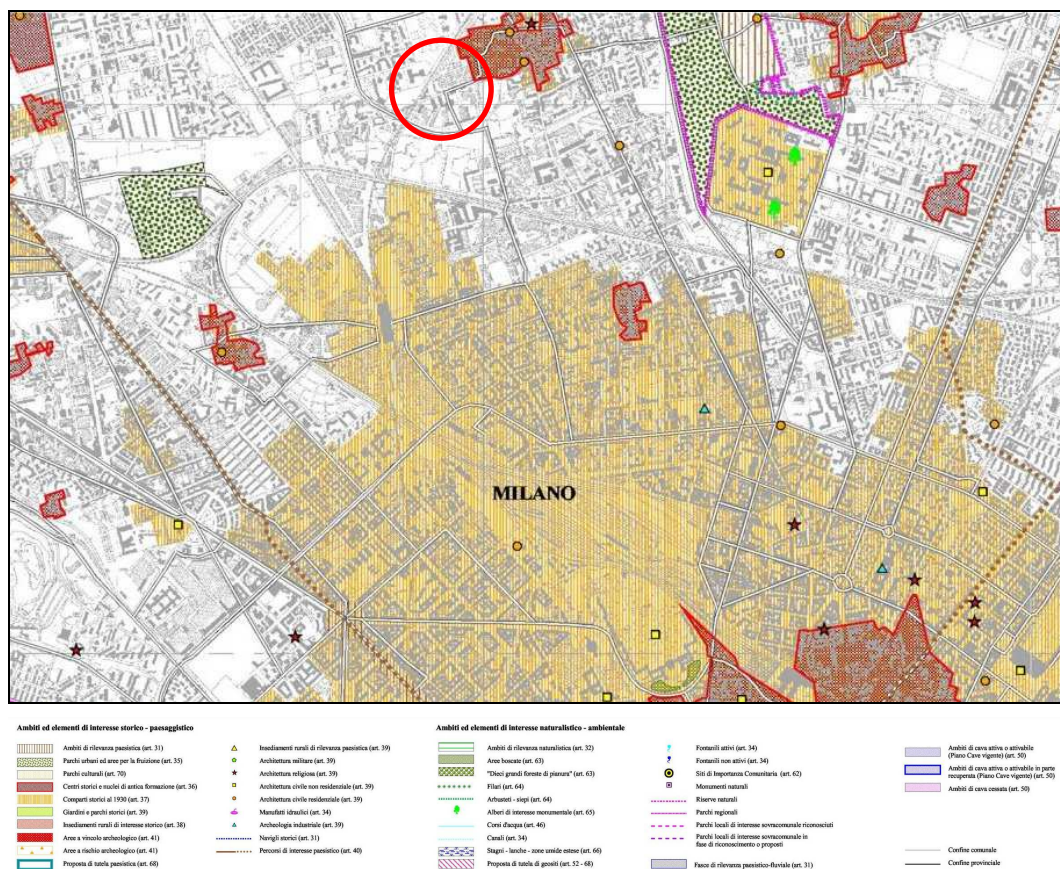 MILANO
Ambiti ed elementi di interesse storico - paesaggistico
Ambiti di rilevanza paesistica (art. 31)
Parchi urbani ed aree per la fruizione (art. 35)
Parchi culturali (art. 70)
Centri storici e nuclei di antica formazione (art. 36)
Comparti storici al 1930 (art. 37)
Giardini e parchi storici (art. 39)
Insediamenti rurali di interesse storico (art. 38)
Area a vincolo archeologico (art. 41)
Area a rischio archeologico (art. 41)
Proposta di tutela paesistica (art. 68)
Insediamenti rurali di rilevanza paesistica (art. 39)
Architettura militare (art. 39)
Architettura religiosa (art. 39)
Architettura civile non residenziale (art. 39)
Architettura civile residenziale (art. 39)
Manufatti idraulici (art. 34)
Archeologia industriale (art. 39)
Navigli storici (art. 31)
Percorsi di interesse paesistico (art. 40)
Ambiti ed elementi di interesse naturalistico - ambientale
Ambiti di rilevanza naturalistica (art. 32)
Aree boscate (art. 63)
"Dieci grandi foreste di pianura" (art. 63)
Filari (art. 64)
Arbusteti - siepi (art. 64)
Alberi di interesse monumentale (art. 65)
Corsi d'acqua (art. 46)
Canali (art. 34)
Stagni - lanche - zone umide estese (art. 66)
Proposta di tutela di geositi (art. 52 - 68)
Fontanili attivi (art. 34)
Fontanili non attivi (art. 34)
Siti di Importanza Comunitaria (art. 62)
Monumenti naturali
Riserve naturali
Parchi regionali
Parchi locali di interesse sovracomunale riconosciuti
Parchi locali di interesse sovracomunale in
fase di riconoscimento o proposti
Fasce di rilevanza paesistico-fluviale (art. 31)
Ambiti di cava attiva o attivabile
(Piano Cave vigente) (art. 50)
Ambiti di cava attiva o attivabile in parte
recuperata (Piano Cave vigente) (art. 50)
Ambiti di cava cessata (art. 50)
Confine comunale
Confine provinciale